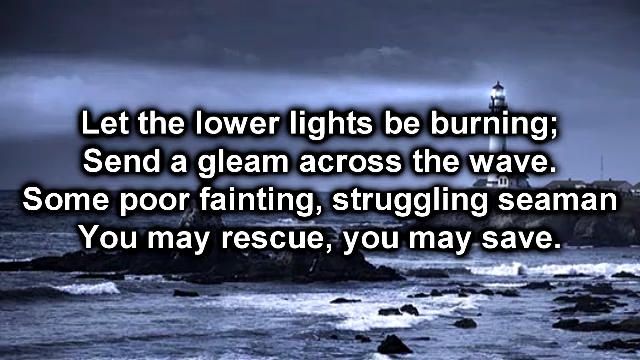 Let the lower lights be burning;
Send a gleam across the wave.
Some poor fainting, struggling seaman
You may rescue, you may save.